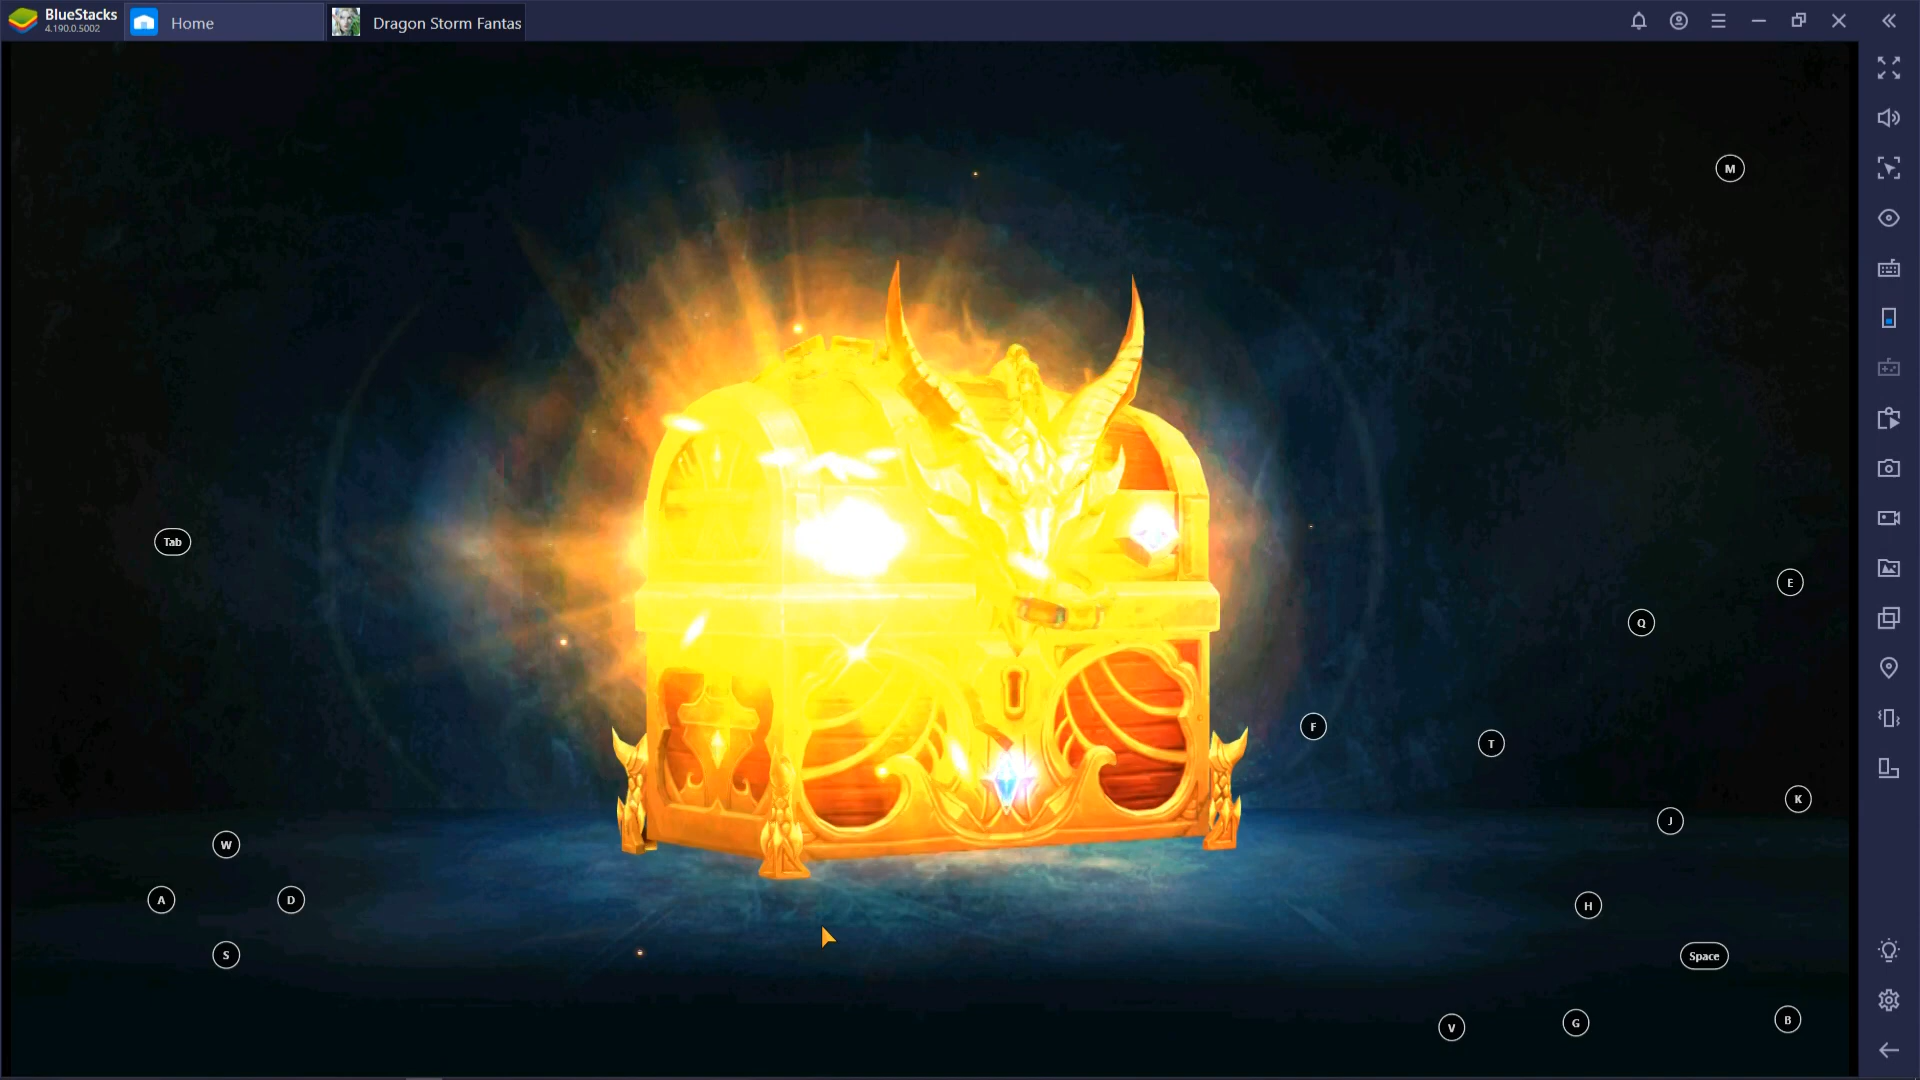 BlueStacks
4.190.0.5002
Home
Dragon Storm Fantas
M
Tab
E
Q
F
T
K
J
W
A
D
H
S
Space
V
G
B